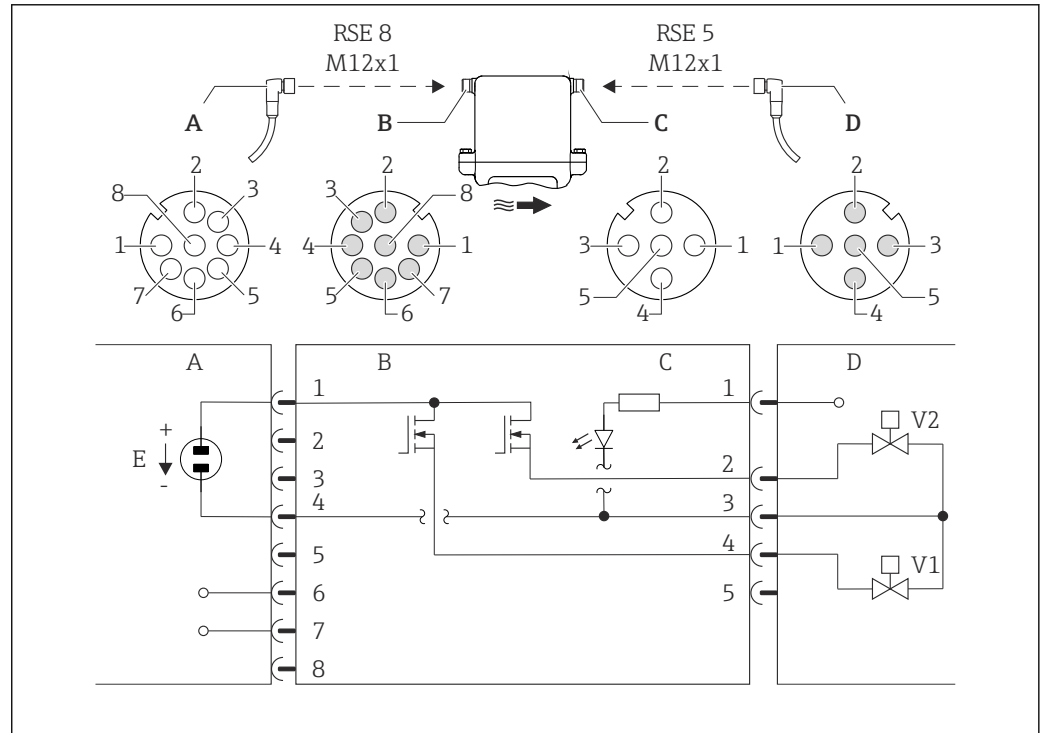 RSE 8 RSE 5
M12x1 M12x1
A B C D
2 2 2 2
8 3 3 8
1 4 4 1 3 1 1 3
7 5 5 7 5 5
6 6 4 4
A B C D
1 1
+ V2
2 2
E 3
- 4 3
4
5 V1
6 5
7
8